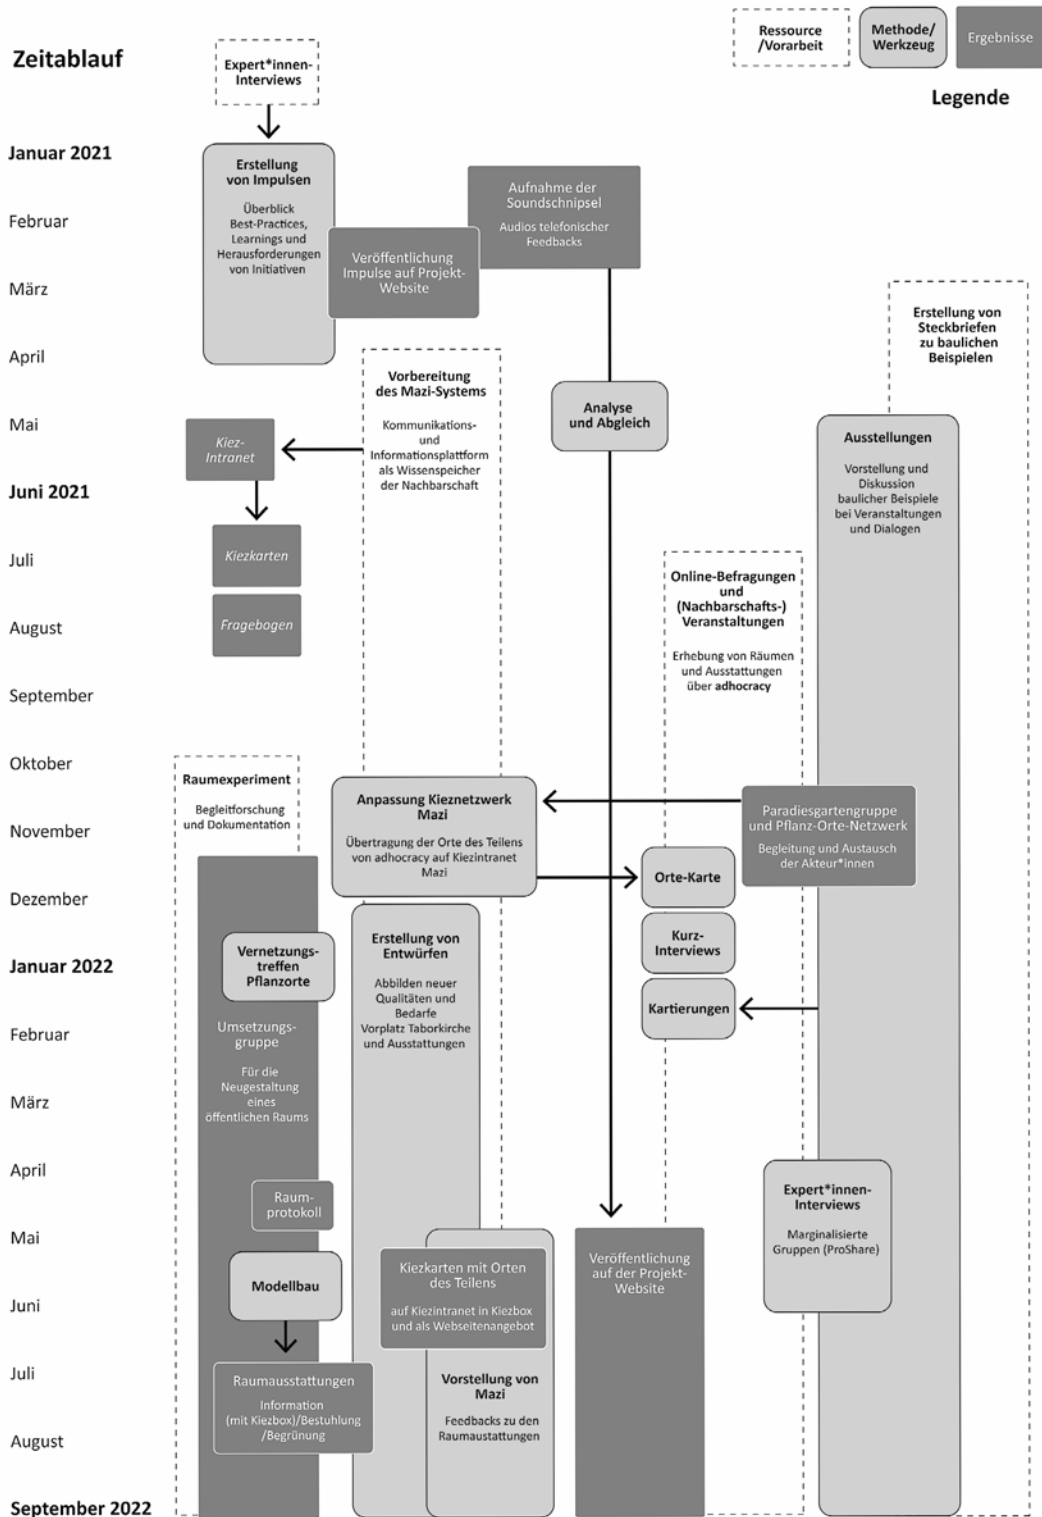 Zeitablauf
Ressource
/Vorarbeit
Methode/
Werkzeug
Ergebnisse
Legende
Expert*innen-
Interviews
Januar 2021
Februar
März
April
Mai
Juni 2021
Juli
August
September
Oktober
November
Dezember
Januar 2022
Februar
März
April
Mai
Juni
Juli
August
September 2022
Erstellung
von Impulsen
Überblick
Best-Practices,
Learnings und
Herausforderungen
von Initiativen
Veröffentlichung
Impulse auf Projekt-
Website
Aufnahme der
Soundschnipsel
Audios telefonischer
Feedbacks
Erstellung von
Steckbriefen
zu baulichen
Beispielen
Vorbereitung
des Mazi-Systems
Kommunikations-
und
Informationsplattform
als Wissenspeicher
der Nachbarschaft
Analyse
und Abgleich
Kiez-
Intranet
Kiezkarten
Fragebogen
Ausstellungen
Vorstellung und
Diskussion
baulicher Beispiele
bei Veranstaltungen
und Dialogen
Online-Befragungen
und
(Nachbarschafts-)
Veranstaltungen
Erhebung von Räumen
und Ausstattungen
über adhocracy
Raumexperiment
Begleitforschung
und Dokumentation
Anpassung Kieznetzwerk
Mazi
Übertragung der Orte des Teilens
von adhocracy auf Kiezintranet
Mazi
Paradiesgartengruppe
und Pflanz-Orte-Netzwerk
Begleitung und Austausch
der Akteur*innen
Orte-Karte
Kurz-
Interviews
Kartierungen
Vernetzungs-
treffen
Pflanzorte
Umsetzungs-
gruppe
Für die
Neugestaltung
eines
öffentlichen Raums
Erstellung von
Entwürfen
Abbilden neuer
Qualitäten und
Bedarfe
Vorplatz Taborkirche
und Ausstattungen
Raum-
protokoll
Modellbau
Raumausstattungen
Information
(mit Kiezbox)/Bestuhlung
/Begrünung
Kiezkarten mit Orten
des Teilens
auf Kiezintranet in Kiezbox
und als Webseitenangebot
Vorstellung von
Mazi
Feedbacks zu den
Raumaustattungen
Veröffentlichung
auf der Projekt-
Website
Expert*innen-
Interviews
Marginalisierte
Gruppen (ProShare)